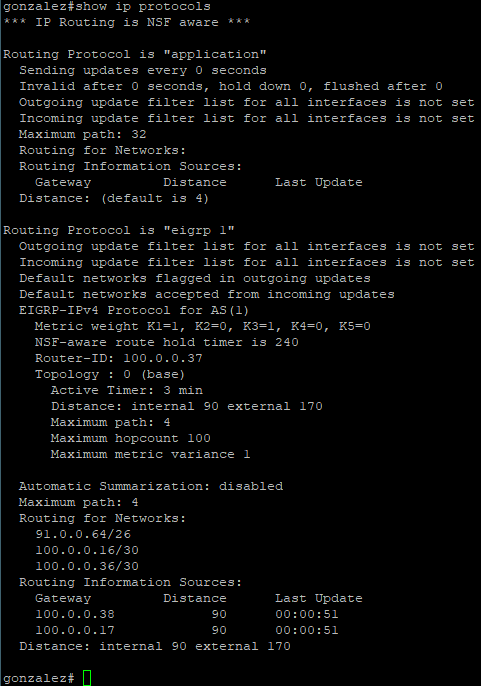 gonzalez#show ip protocols
*** IP Routing is NSF aware ***
Routing Protocol is "application"
Sending updates every 0 seconds
Invalid after 0 seconds, hold down 0, flushed after 0
Outgoing update filter list for all interfaces is not set
Incoming update filter list for all interfaces is not set
Maximum path: 32
Routing for Networks:
Routing Information Sources:
Gateway Distance Last Update
Distance: (default is 4)
Routing Protocol is "eigrp 1"
Outgoing update filter list for all interfaces is not set
Incoming update filter list for all interfaces is not set
Default networks flagged in outgoing updates
Default networks accepted from incoming updates
EIGRP-IPv4 Protocol for AS(1)
Metric weight K1=1, K2=0, K3=1, K4=0, K5=0
NSF-aware route hold timer is 240
Router-ID: 100.0.0.37
Topology : 0 (base)
Active Timer: 3 min
Distance: internal 90 external 170
Maximum path: 4
Maximum hopcount 100
Maximum metric variance 1
Automatic Summarization: disabled
Maximum path: 4
Routing for Networks:
91.0.0.64/26
100.0.0.16/30
100.0.0.36/30
Routing Information Sources:
Gateway Distance Last Update
100.0.0.38 90 00:00:51
100.0.0.17 90 00:00:51
Distance: internal 90 external 170
gonzalez#